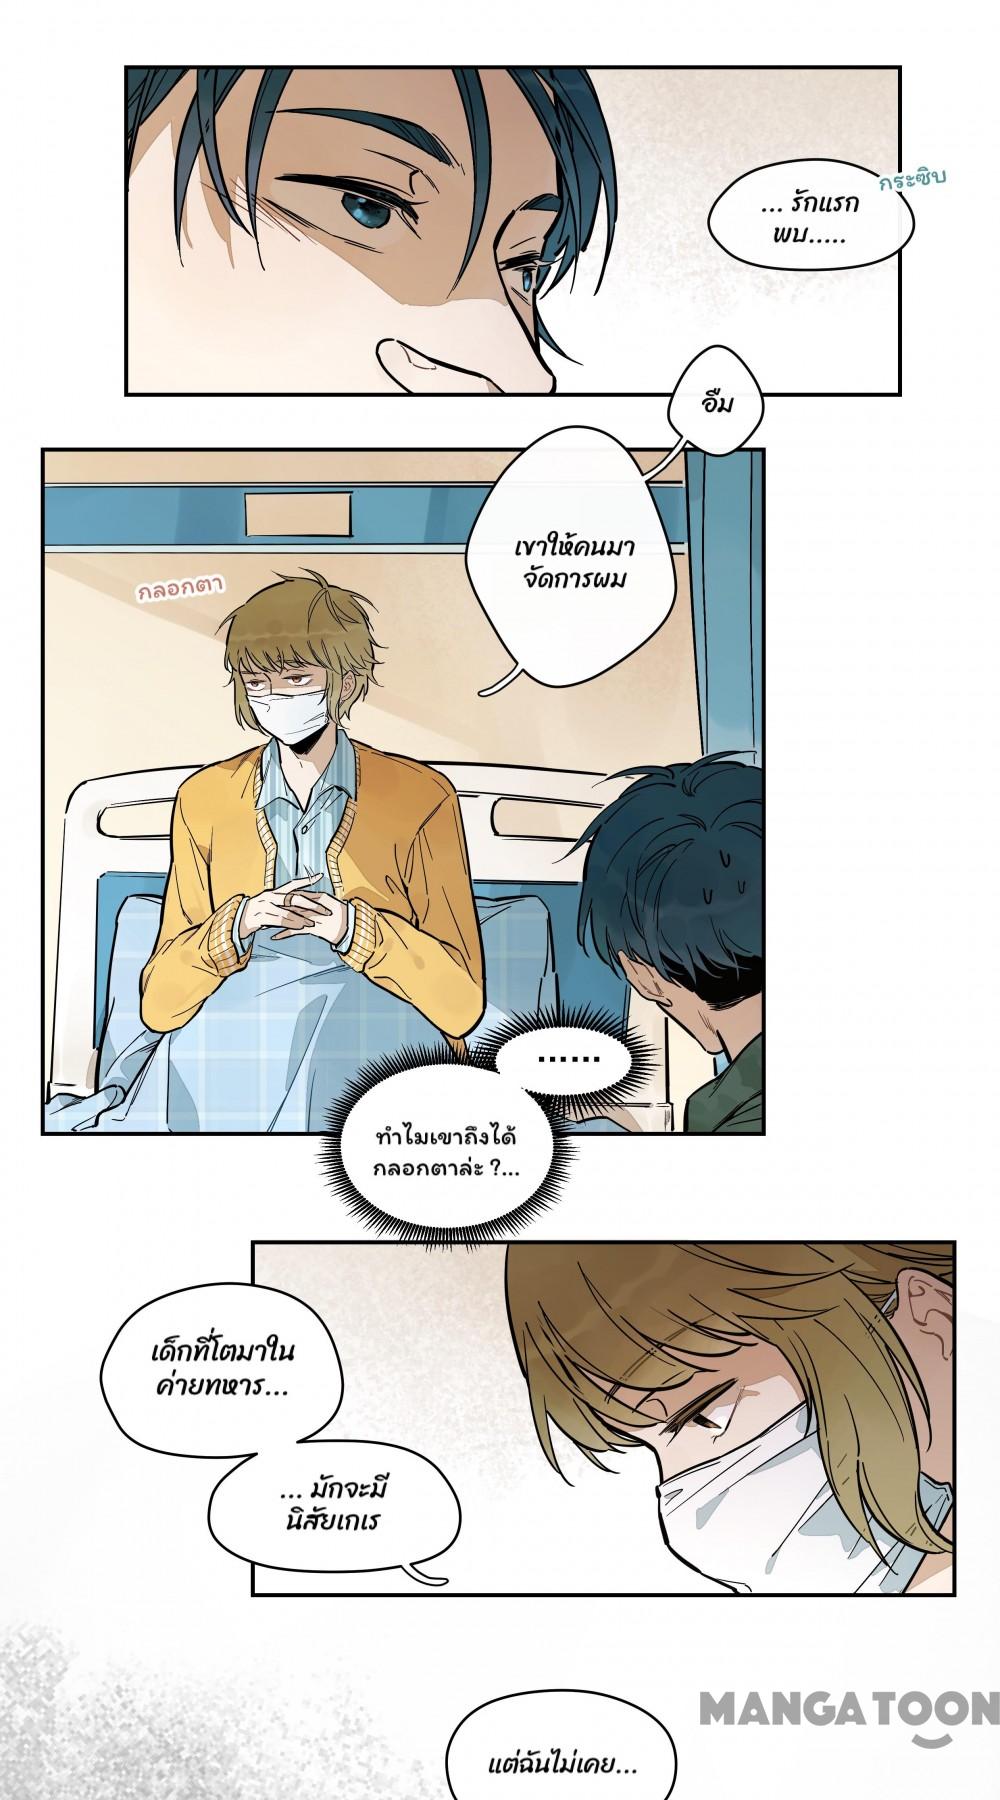 กระซิบ
... รักแรก
พบ.....
อืม
เขาให้คนมา
จัดการผม
กลอกตา
......
ทำไมเขาถึงได้
กลอกตาล่ะ ?...
เด็กที่โตมาใน
ค่ายทหาร...
... มักจะมี
นิสัยเกเร
MANGATOON
แต่ฉันไม่เคย...